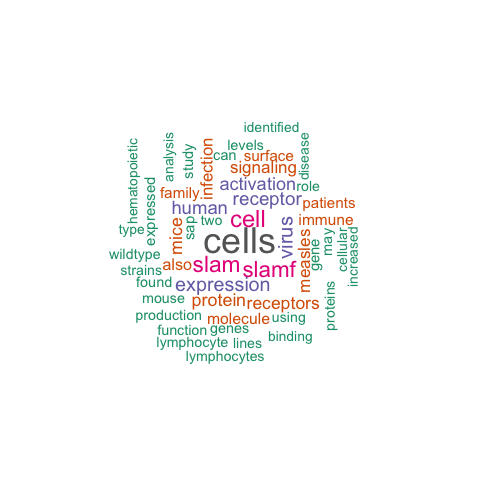 identified
hematopoietic
analysis
study
levels
can
surface
disease
infection
signaling
expressed
family
activation
role
human
receptor
patients
mice
sap
two
cell
virus
immune
type
cells
measles
gene
may
cellular
increased
wildtype
also
slam
slamf
strains
found
expression
mouse
protein
receptors
proteins
production
molecule
using
function
genes
binding
lymphocyte
lines
lymphocytes